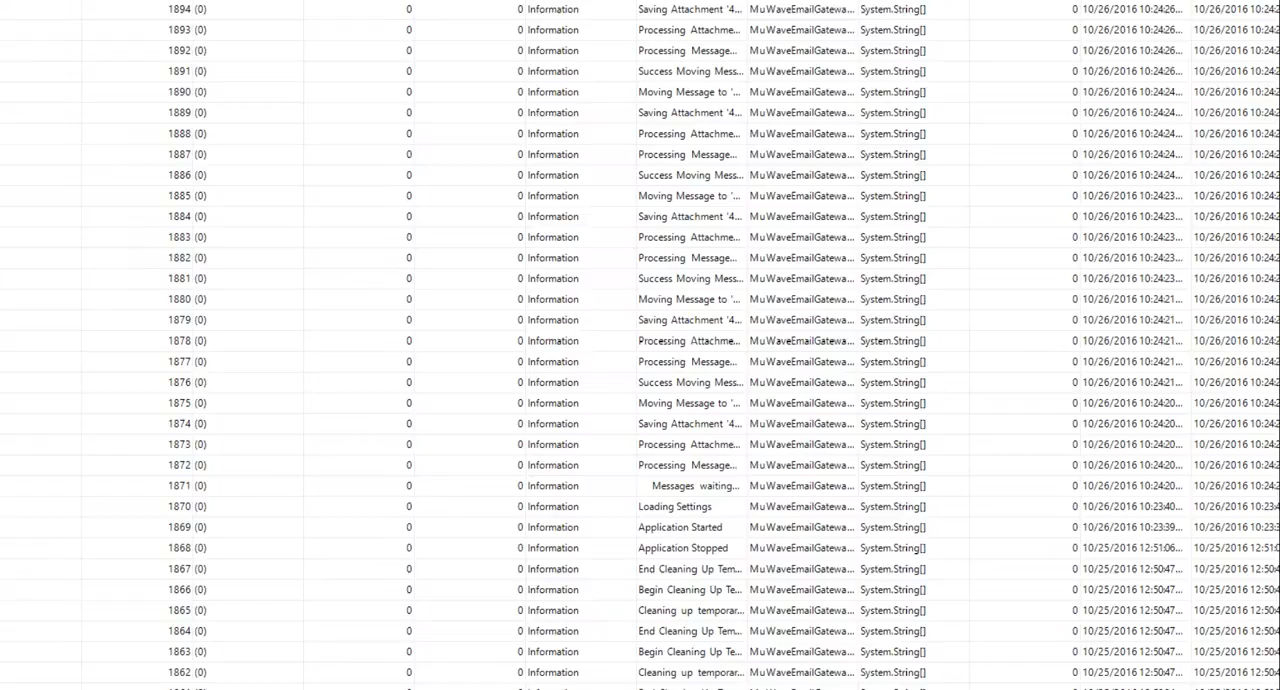 1894 (0) 0 0 Information Saving Attachment '4... MuWaveEmailGatewa... System.String[] 0 10/26/2016 10:24:26... 10/26/2016 10:24:2
1893 (0) 0 0 Information Processing Attachme... MuWaveEmailGatewa... System.String[] 0 10/26/2016 10:24:26... 10/26/2016 10:24:2
1892 (0) 0 0 Information Processing Message... MuWaveEmailGatewa... System.String[] 0 10/26/2016 10:24:26... 10/26/2016 10:24:2
1891 (0) 0 0 Information Success Moving Mess... MuWaveEmailGatewa... System.String[] 0 10/26/2016 10:24:26... 10/26/2016 10:24:2
1890 (0) 0 0 Information Moving Message to '... MuWaveEmailGatewa... System.String[] 0 10/26/2016 10:24:24... 10/26/2016 10:24:2
1889 (0) 0 0 Information Saving Attachment '4... MuWaveEmailGatewa... System.String[] 0 10/26/2016 10:24:24... 10/26/2016 10:24:2
1888 (0) 0 0 Information Processing Attachme... MuWaveEmailGatewa... System.String[] 0 10/26/2016 10:24:24... 10/26/2016 10:24:2
1887 (0) 0 0 Information Processing Message... MuWaveEmailGatewa... System.String[] 0 10/26/2016 10:24:24... 10/26/2016 10:24:2
1886 (0) 0 0 Information Success Moving Mess... MuWaveEmailGatewa... System.String[] 0 10/26/2016 10:24:24... 10/26/2016 10:24:2
1885 (0) 0 0 Information Moving Message to '... MuWaveEmailGatewa... System.String[] 0 10/26/2016 10:24:23... 10/26/2016 10:24:2
1884 (0) 0 0 Information Saving Attachment '4... MuWaveEmailGatewa... System.String[] 0 10/26/2016 10:24:23... 10/26/2016 10:24:2
1883 (0) 0 0 Information Processing Attachme... MuWaveEmailGatewa... System.String[] 0 10/26/2016 10:24:23... 10/26/2016 10:24:2
1882 (0) 0 0 Information Processing Message... MuWaveEmailGatewa... System.String[] 0 10/26/2016 10:24:23... 10/26/2016 10:24:2
1881 (0) 0 0 Information Success Moving Mess... MuWaveEmailGatewa... System.String[] 0 10/26/2016 10:24:23... 10/26/2016 10:24:2
1880 (0) 0 0 Information Moving Message to '... MuWaveEmailGatewa... System.String[] 0 10/26/2016 10:24:21... 10/26/2016 10:24:2
1879 (0) 0 0 Information Saving Attachment '4... MuWaveEmailGatewa... System.String[] 0 10/26/2016 10:24:21... 10/26/2016 10:24:2
1878 (0) 0 0 Information Processing Attachme... MuWaveEmailGatewa... System.String[] 0 10/26/2016 10:24:21... 10/26/2016 10:24:2
1877 (0) 0 0 Information Processing Message... MuWaveEmailGatewa... System.String[] 0 10/26/2016 10:24:21... 10/26/2016 10:24:2
1876 (0) 0 0 Information Success Moving Mess... MuWaveEmailGatewa... System.String[] 0 10/26/2016 10:24:21... 10/26/2016 10:24:2
1875 (0) 0 0 Information Moving Message to '... MuWaveEmailGatewa... System.String[] 0 10/26/2016 10:24:20... 10/26/2016 10:24:2
1874 (0) 0 0 Information Saving Attachment '4... MuWaveEmailGatewa... System.String[] 0 10/26/2016 10:24:20... 10/26/2016 10:24:2
1873 (0) 0 0 Information Processing Attachme... MuWaveEmailGatewa... System.String[] 0 10/26/2016 10:24:20... 10/26/2016 10:24:2
1872 (0) 0 0 Information Processing Message... MuWaveEmailGatewa... System.String[] 0 10/26/2016 10:24:20... 10/26/2016 10:24:2
1871 (0) 0 0 Information Messages waiting... MuWaveEmailGatewa... System.String[] 0 10/26/2016 10:24:20... 10/26/2016 10:24:2
1870 (0) 0 0 Information Loading Settings MuWaveEmailGatewa... System.String[] 0 10/26/2016 10:23:40... 10/26/2016 10:23:4
1869 (0) 0 0 Information Application Started MuWaveEmailGatewa... System.String[] 0 10/26/2016 10:23:39... 10/26/2016 10:23:3
1868 (0) 0 0 Information Application Stopped MuWaveEmailGatewa... System.String[] 0 10/25/2016 12:51:06... 10/25/2016 12:51:0
1867 (0) 0 0 Information End Cleaning Up Tem... MuWaveEmailGatewa... System.String[] 0 10/25/2016 12:50:47... 10/25/2016 12:50:4
1866 (0) 0 0 Information Begin Cleaning Up Te... MuWaveEmailGatewa... System.String[] 0 10/25/2016 12:50:47... 10/25/2016 12:50:4
1865 (0) 0 0 Information Cleaning up temporar... MuWaveEmailGatewa... System.String[] 0 10/25/2016 12:50:47... 10/25/2016 12:50:4
1864 (0) 0 0 Information End Cleaning Up Tem... MuWaveEmailGatewa... System.String[] 0 10/25/2016 12:50:47... 10/25/2016 12:50:4
1863 (0) 0 0 Information Begin Cleaning Up Te... MuWaveEmailGatewa... System.String[] 0 10/25/2016 12:50:47... 10/25/2016 12:50:4
1862 (0) 0 0 Information Cleaning up temporar... MuWaveEmailGatewa... System.String[] 0 10/25/2016 12:50:47... 10/25/2016 12:50:4